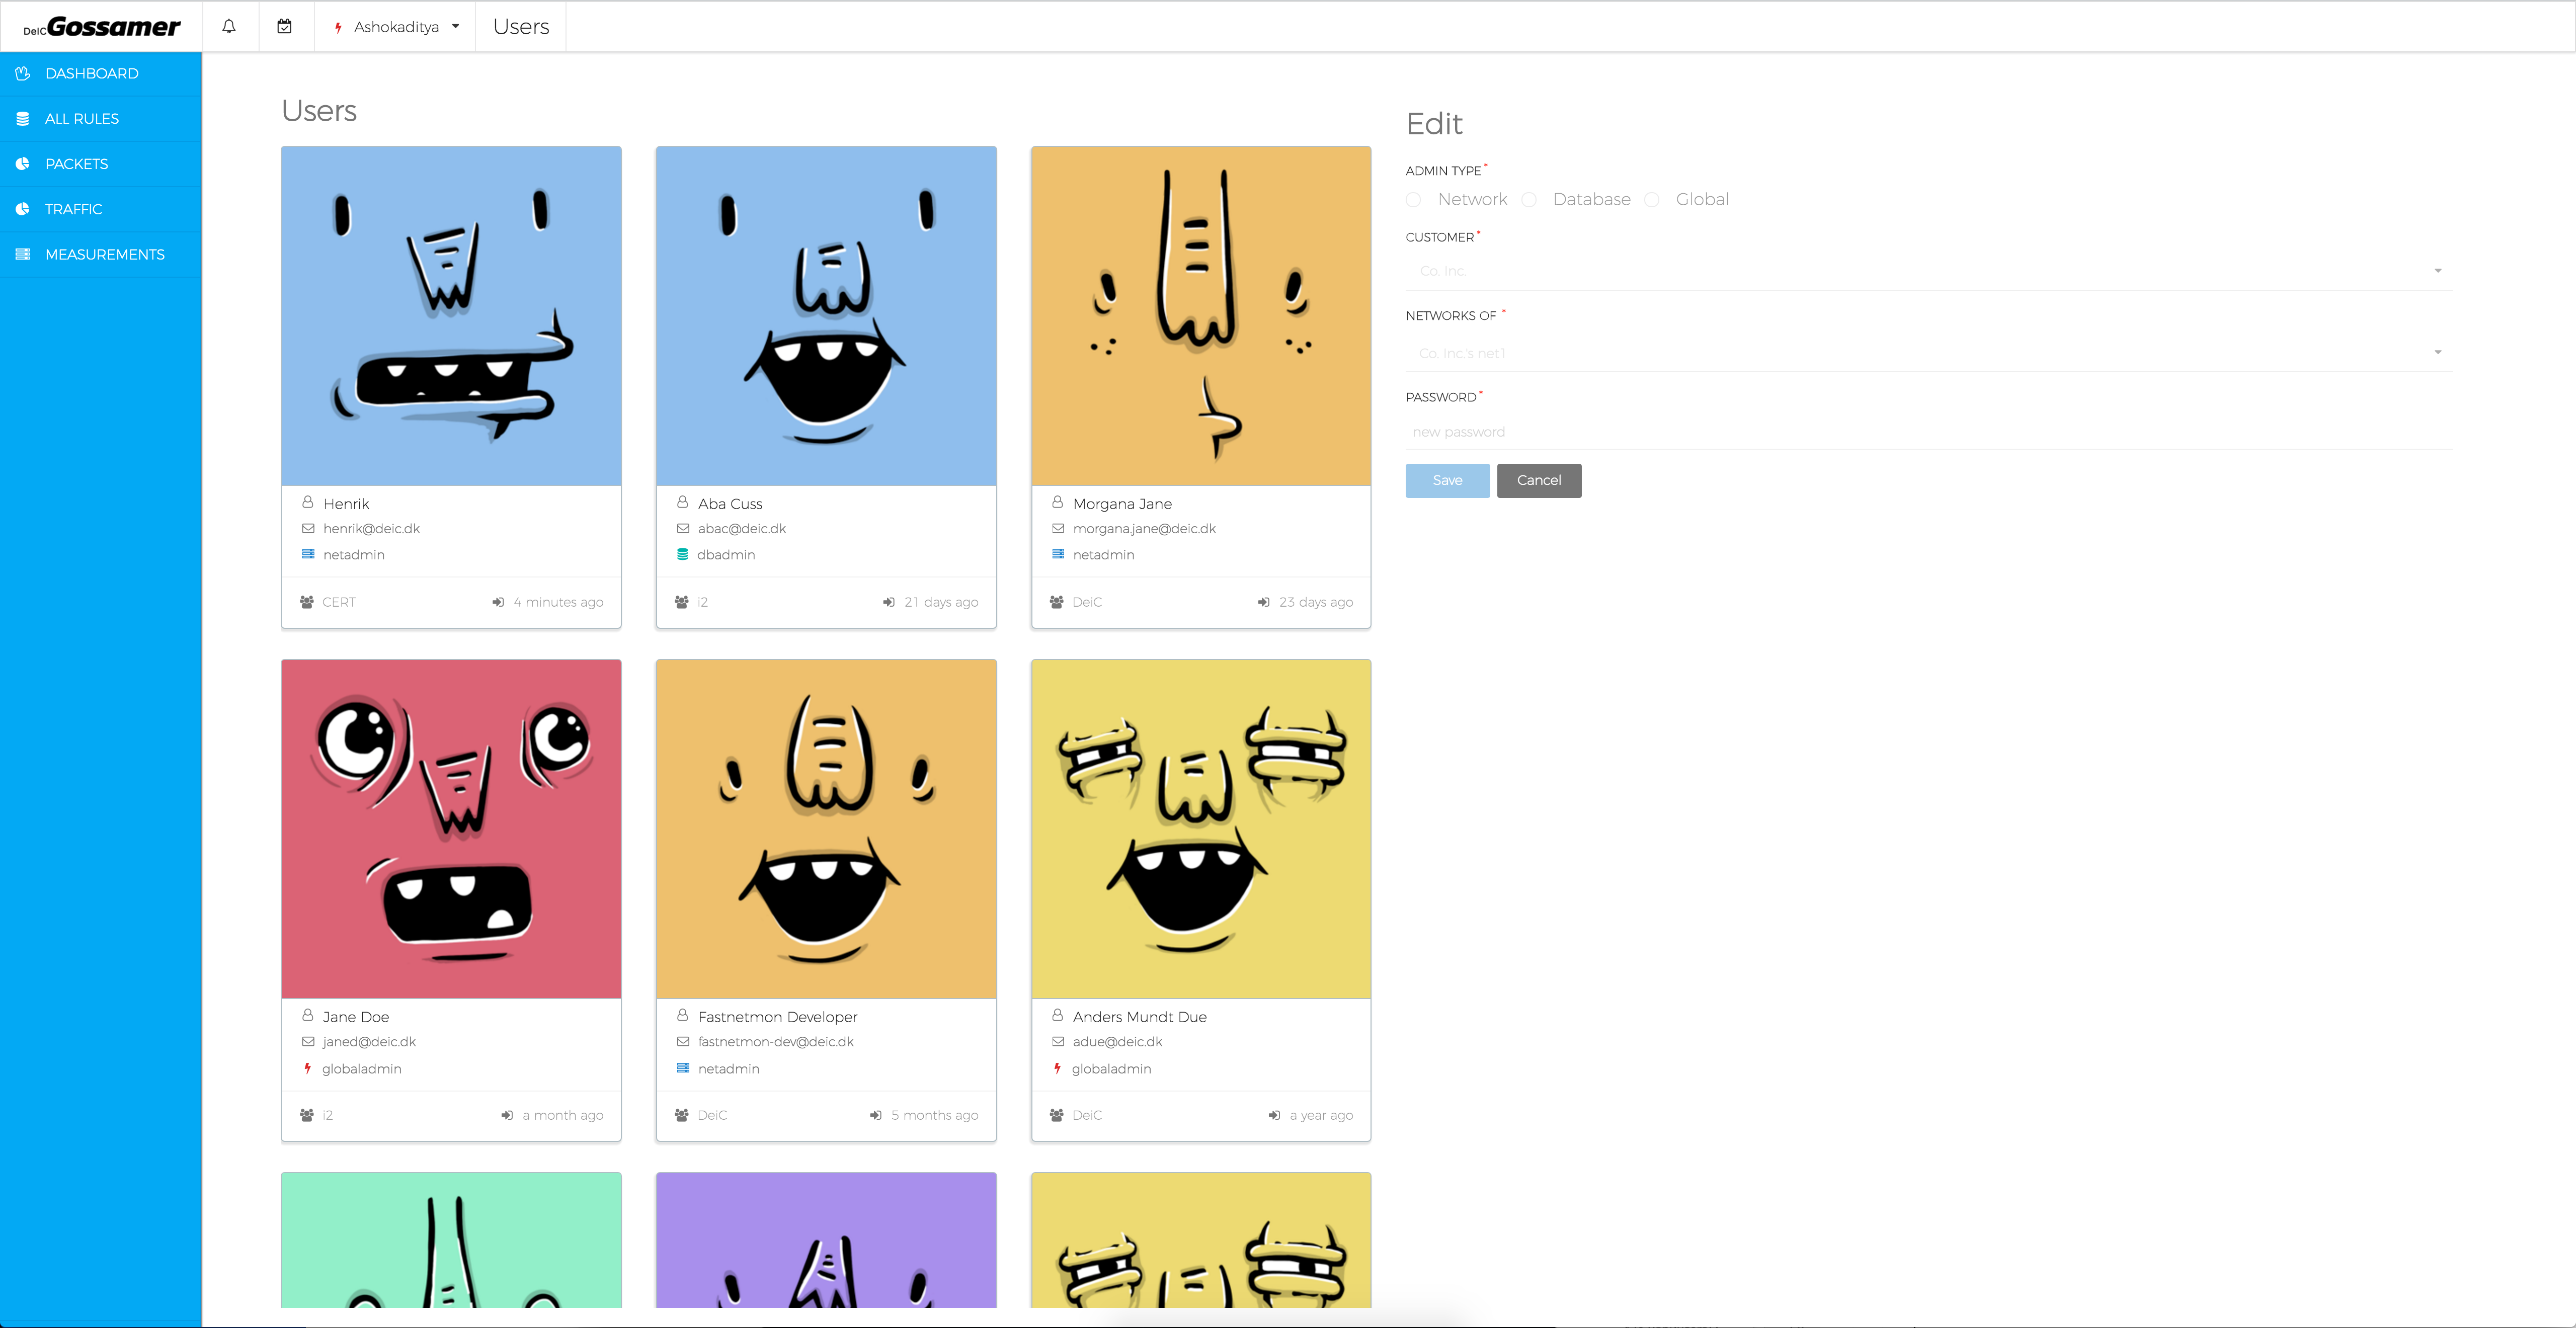 DeiC Gossamer
Ashokaditya
Users
DASHBOARD
ALL RULES
PACKETS
TRAFFIC
MEASUREMENTS
Users
Henrik
henrik@deic.dk
netadmin
CERT 4 minutes ago
Aba Cuss
abac@deic.dk
dbadmin
i2 21 days ago
Morgana Jane
morgana.jane@deic.dk
netadmin
DeiC 23 days ago
Jane Doe
janed@deic.dk
globaladmin
i2 a month ago
Fastnetmon Developer
fastnetmon-dev@deic.dk
netadmin
DeiC 5 months ago
Anders Mundt Due
adue@deic.dk
globaladmin
DeiC a year ago
Edit
ADMIN TYPE*
Network Database Global
CUSTOMER*
Co. Inc.
NETWORKS OF *
Co. Inc.'s net1
PASSWORD*
new password
Save Cancel